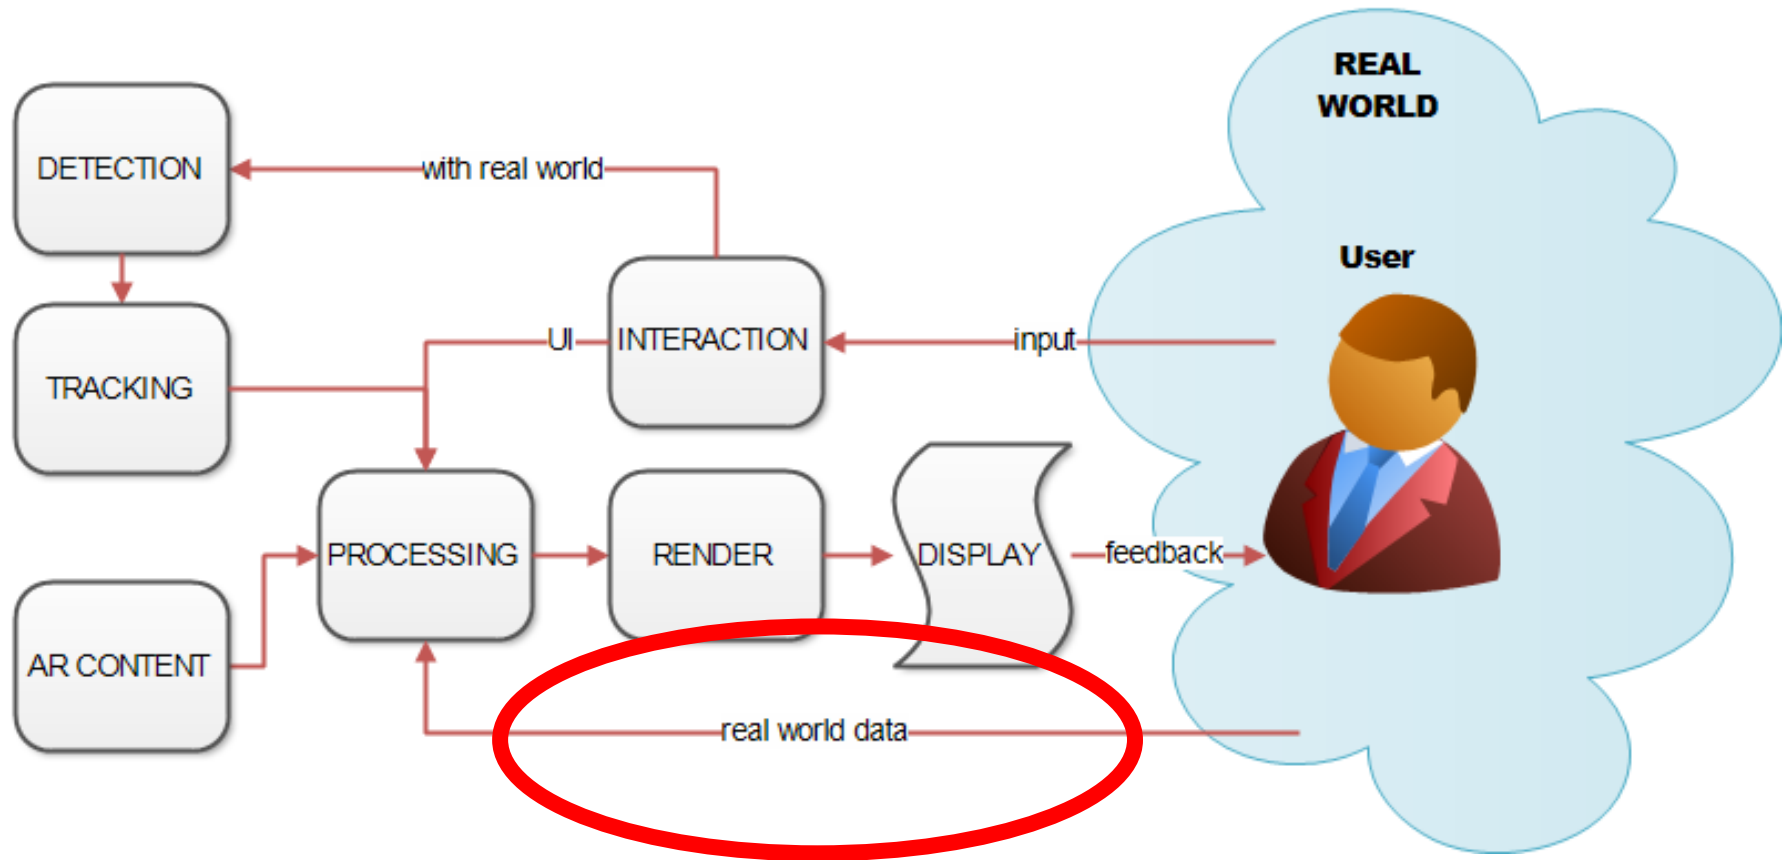 REAL
WORLD
DETECTION
with real world
User
UI
INTERACTION
input
TRACKING
PROCESSING
RENDER
DISPLAY
feedback
AR CONTENT
real world data